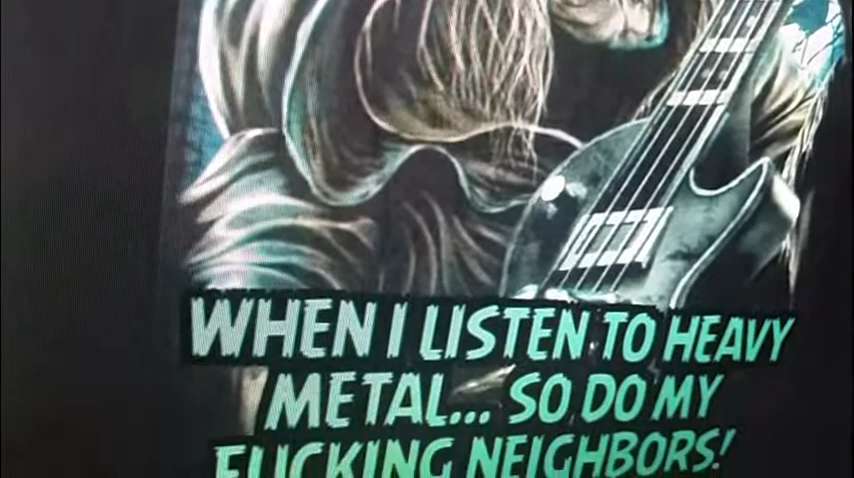 WHEN I LISTEN TO HEAVY
METAL... SO DO MY
FUCKING NEIGHBORS!